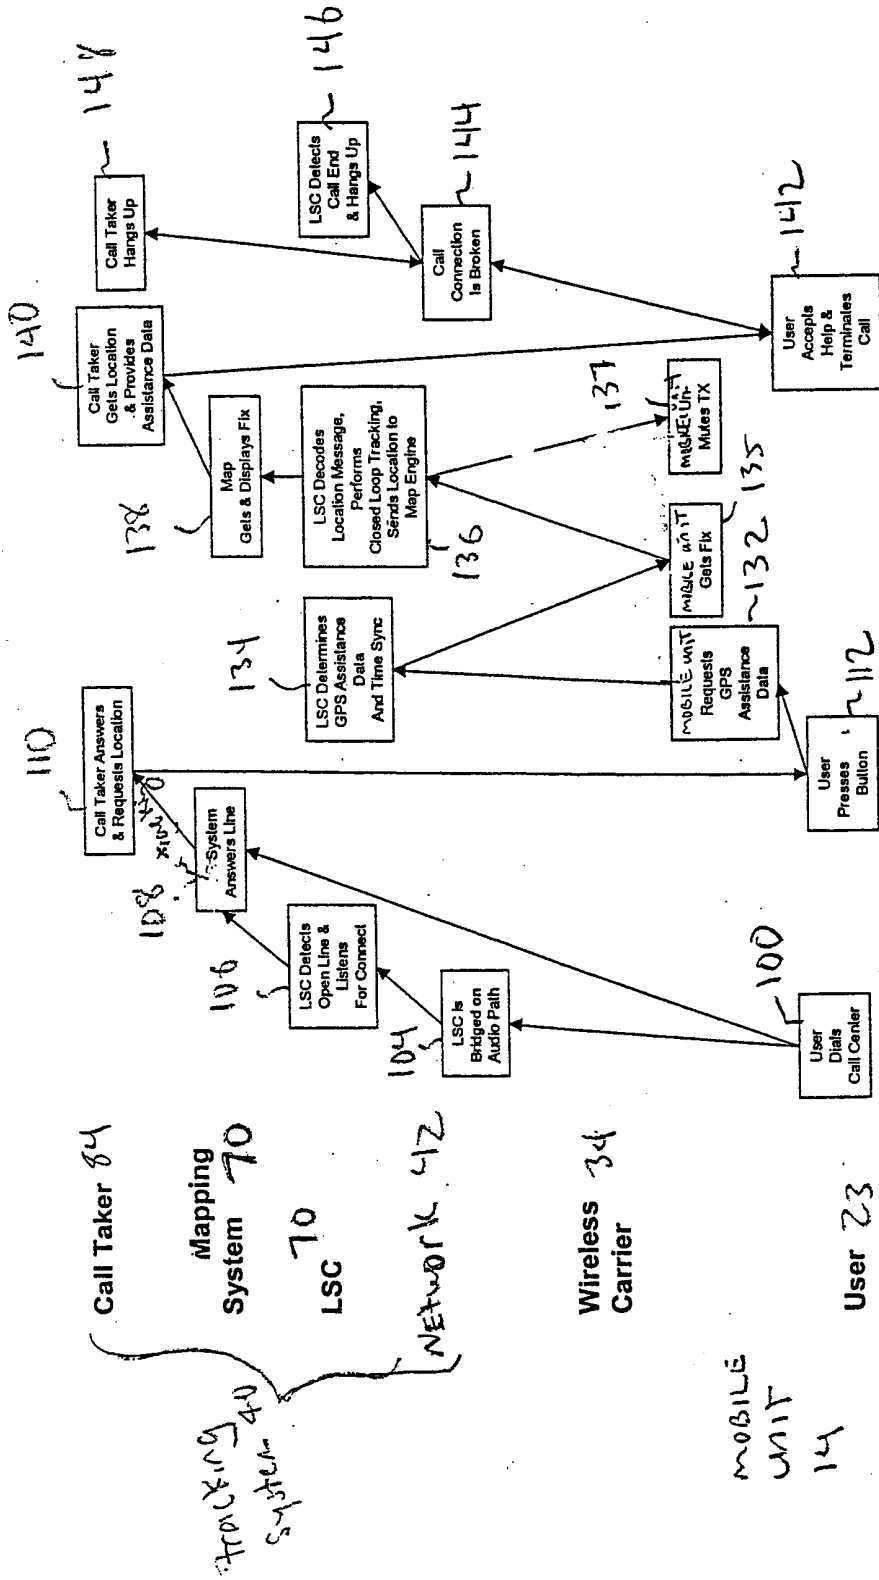 Call Taker 84
Mapping
System 70
LSC 70
NETWORK 42
tracking
system 40
Wireless 34
Carrier
MOBILE
UNIT
14
User 23
100
User
Dials
Call Center
104
LSC is
Bridged on
Audio Path
106
LSC Detects
Open Line &
Listens
For Connect
108
System
Answers Line
110
Call Taker Answers
& Requests Location
112
User
Presses
Button
132
MOBILE UNIT
Requests
GPS
Assistance
Data
134
LSC Determines
GPS Assistance
Data
And Time Sync
135
MOBILE UNIT
Gets Fix
136
LSC Decodes
Location Message,
Performs
Closed Loop Tracking,
Sends Location to
Map Engine
137
Un-
Mutes TX
138
Map
Gets & Displays Fix
140
Call Taker
Gets Location
& Provides
Assistance Data
142
User
Accepts
Help &
Terminates
Call
144
Call
Connection
Is Broken
146
LSC Detects
Call End
& Hangs Up
148
Call Taker
Hangs Up